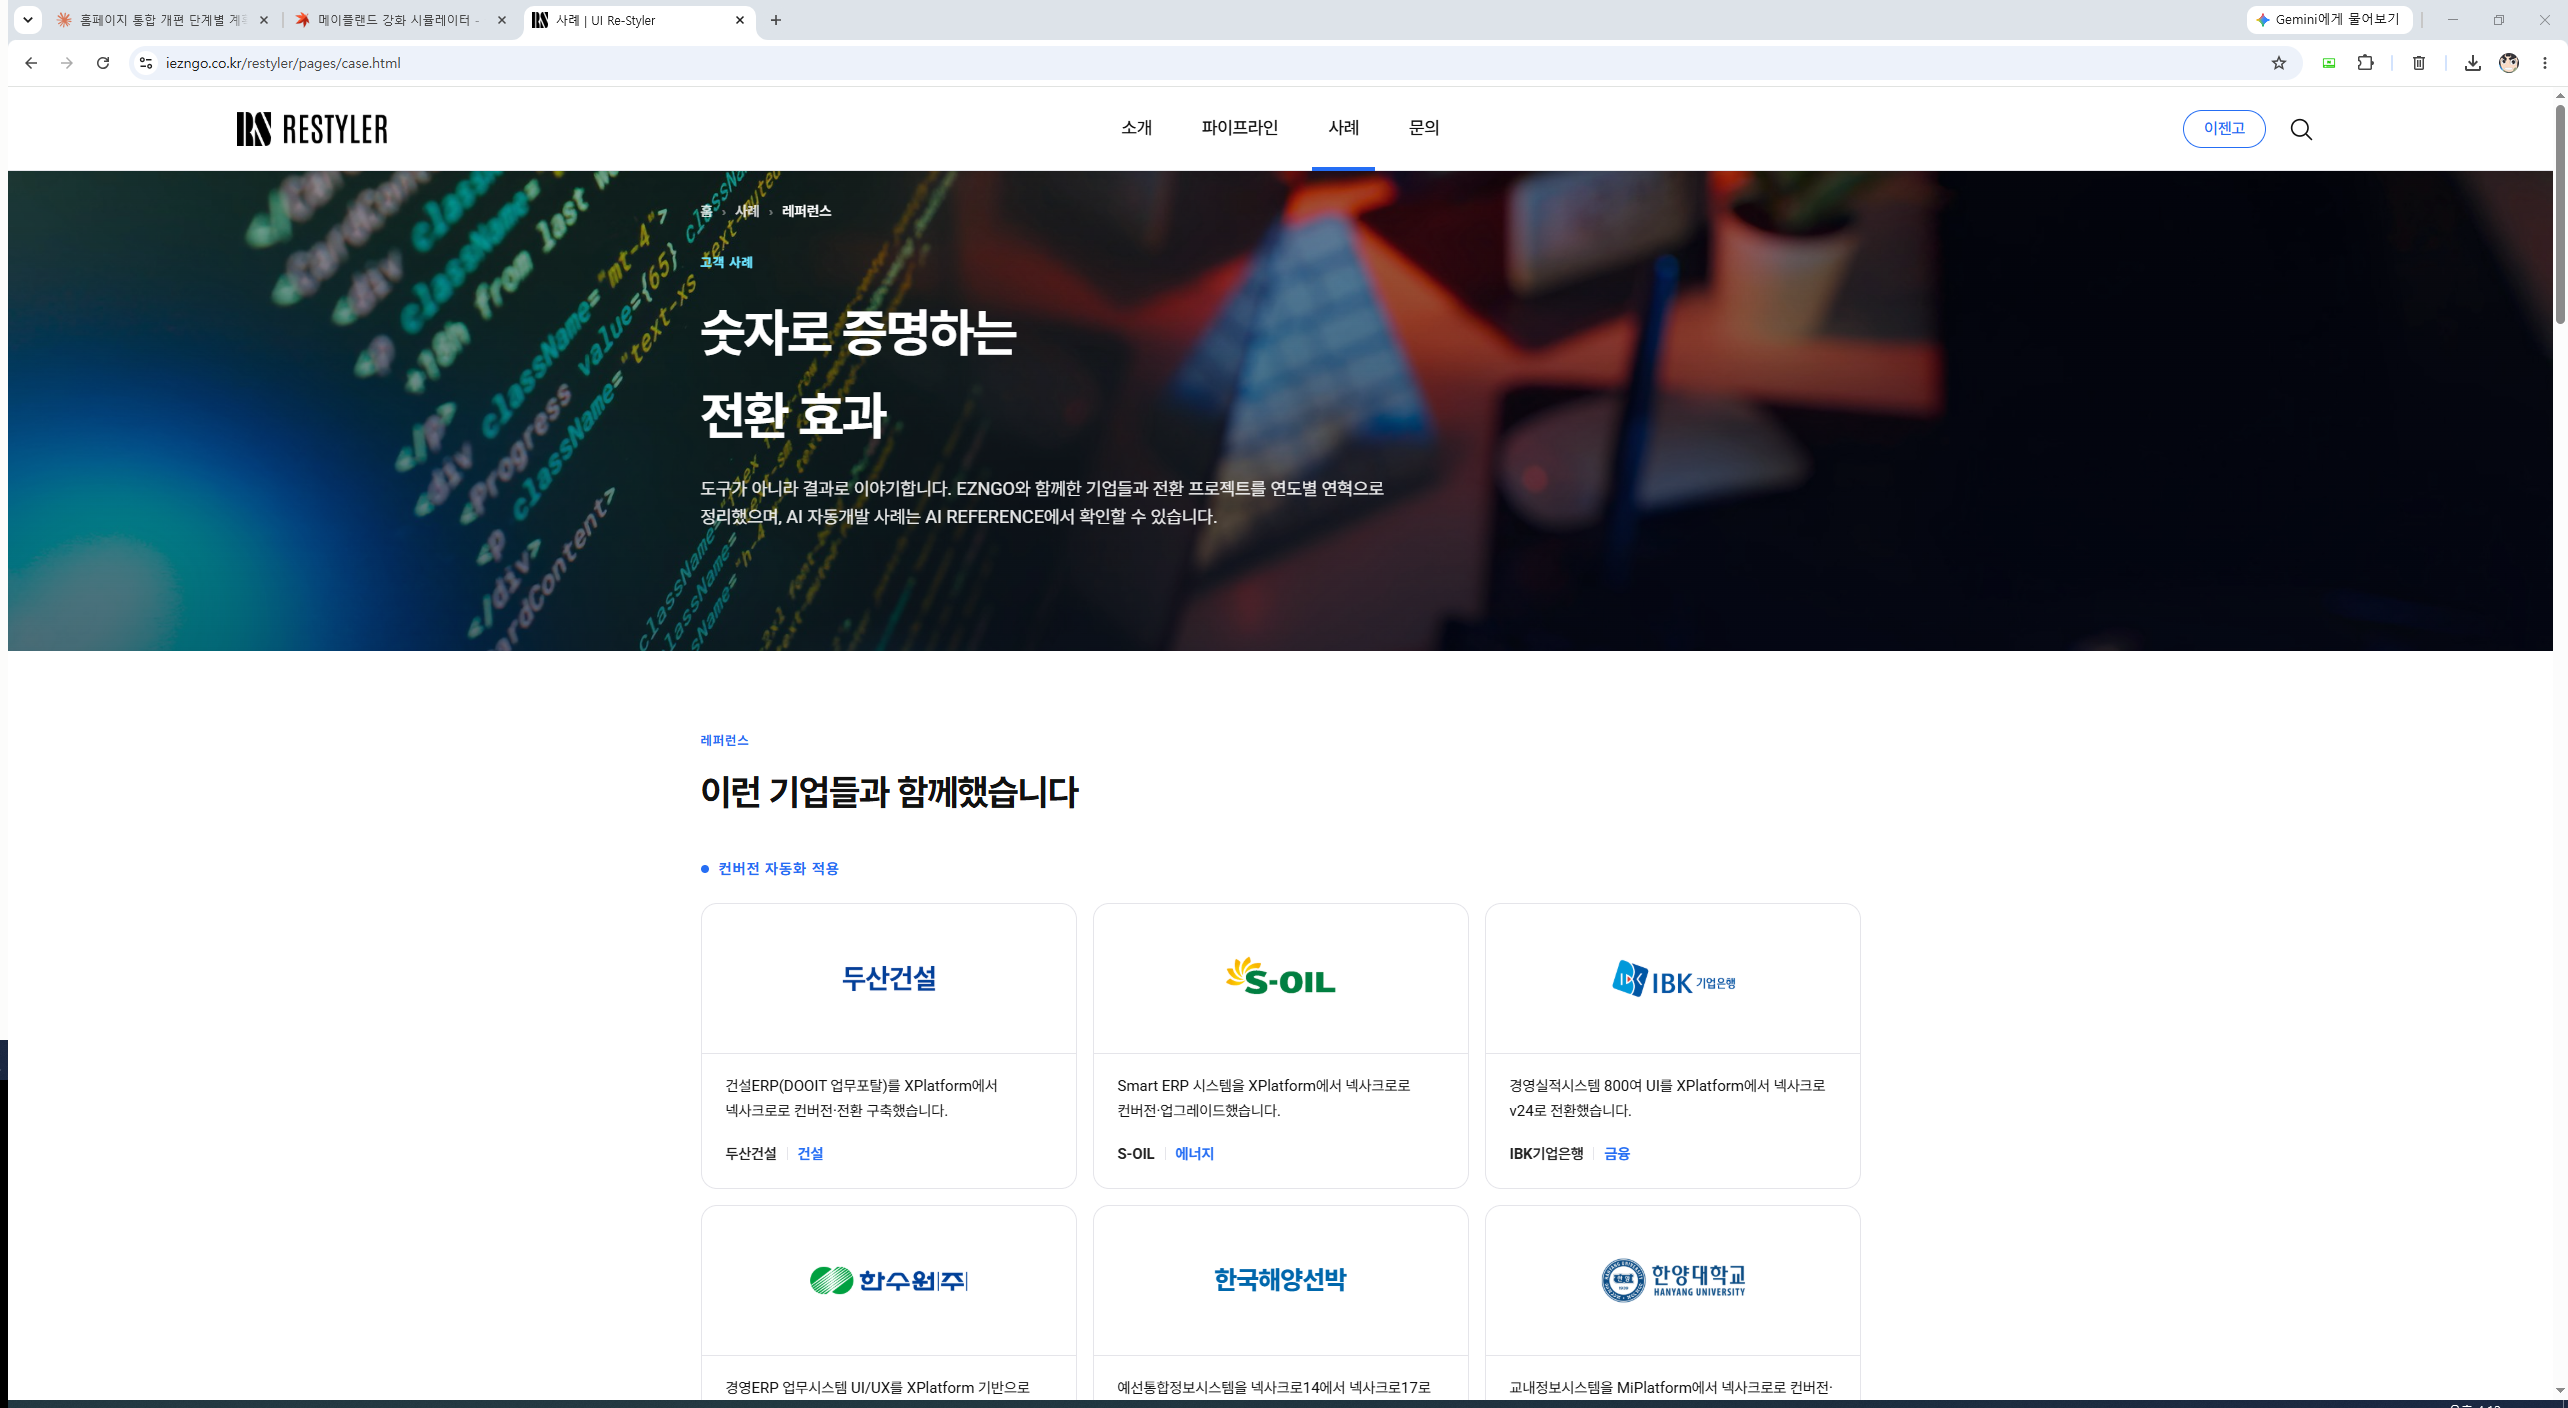 홈페이지 통합 개편 단계별 계획
메이플랜드 강화 시뮬레이터 -
사례 | UI Re-Styler
Gemini에게 물어보기
iezngo.co.kr/restyler/pages/case.html
RS RESTYLER
소개
파이프라인
사례
문의
이젠고
홈 › 사례 › 레퍼런스
고객 사례
숫자로 증명하는
전환 효과
도구가 아니라 결과로 이야기합니다. EZNGO와 함께한 기업들과 전환 프로젝트를 연도별 연혁으로
정리했으며, AI 자동개발 사례는 AI REFERENCE에서 확인할 수 있습니다.
레퍼런스
이런 기업들과 함께했습니다
컨버전 자동화 적용
두산건설
건설ERP(DOOIT 업무포탈)를 XPlatform에서
넥사크로로 컨버전·전환 구축했습니다.
두산건설 | 건설
S-OIL
Smart ERP 시스템을 XPlatform에서 넥사크로로
컨버전·업그레이드했습니다.
S-OIL | 에너지
IBK 기업은행
경영실적시스템 800여 UI를 XPlatform에서 넥사크로
v24로 전환했습니다.
IBK기업은행 | 금융
한수원(주)
경영ERP 업무시스템 UI/UX를 XPlatform 기반으로
한국해양선박
예선통합정보시스템을 넥사크로14에서 넥사크로17로
한양대학교
HANYANG UNIVERSITY
교내정보시스템을 MiPlatform에서 넥사크로로 컨버전·